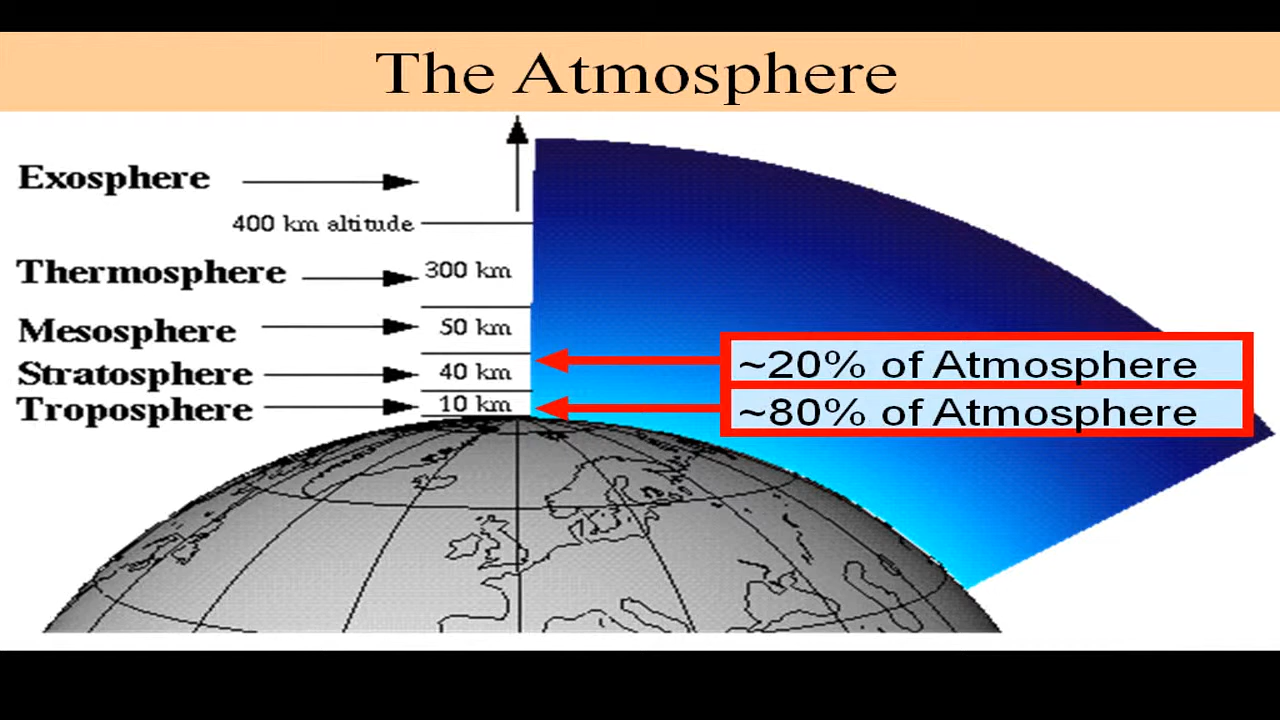 The Atmosphere
Exosphere
400 km altitude
Thermosphere 300 km
Mesosphere 50 km
~20% of Atmosphere
Stratosphere 40 km
Troposphere 10 km
~80% of Atmosphere